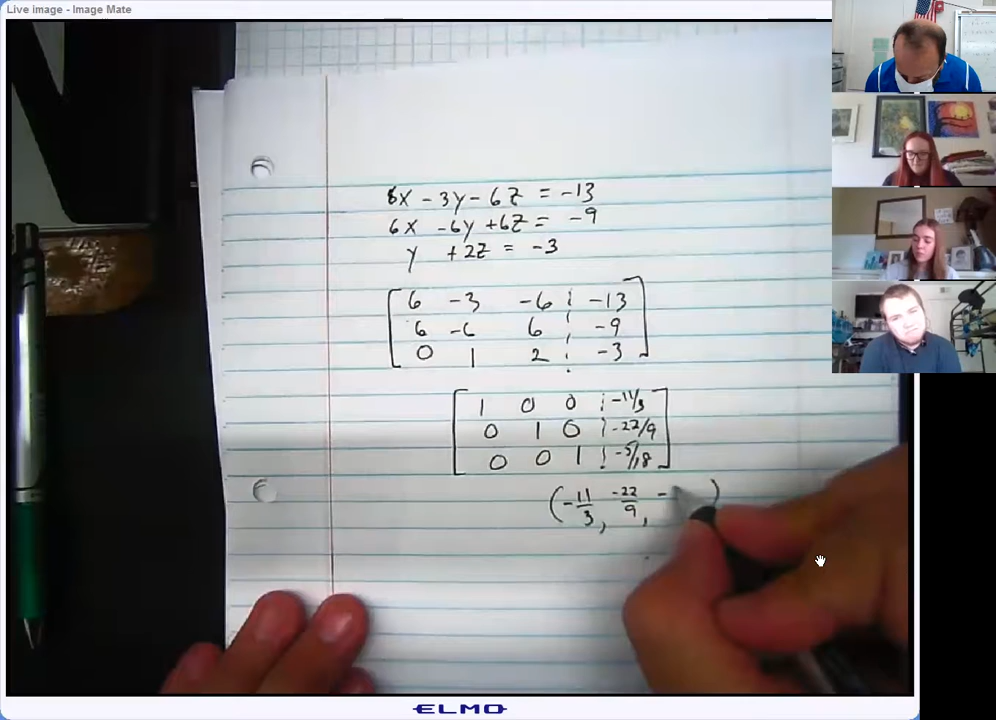 Live image - Image Mate
6x - 3y - 6z = -13
6x - 6y + 6z = -9
y + 2z = -3
6 -3 -6 ¦ -13
6 -6 6 ¦ -9
0 1 2 ¦ -3
1 0 0 ¦ -11/3
0 1 0 ¦ -22/9
0 0 1 ¦ -5/18
(-11/3, -22/9, - )
ELMO